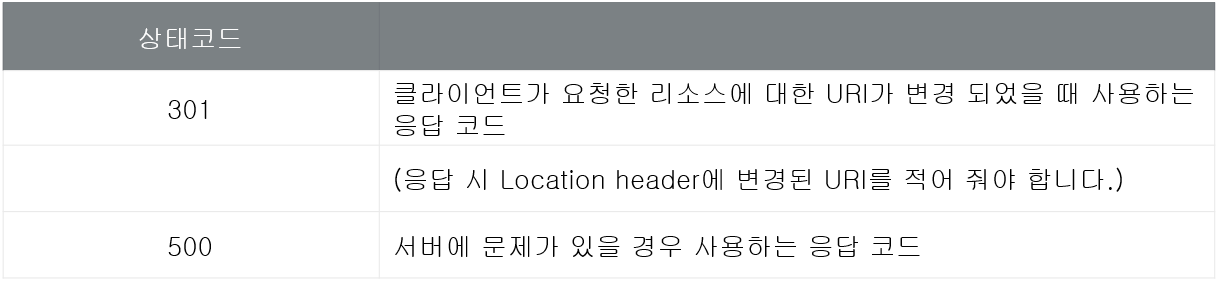 상태코드
301
클라이언트가 요청한 리소스에 대한 URI가 변경 되었을 때 사용하는
응답 코드
(응답 시 Location header에 변경된 URI를 적어 줘야 합니다.)
500
서버에 문제가 있을 경우 사용하는 응답 코드